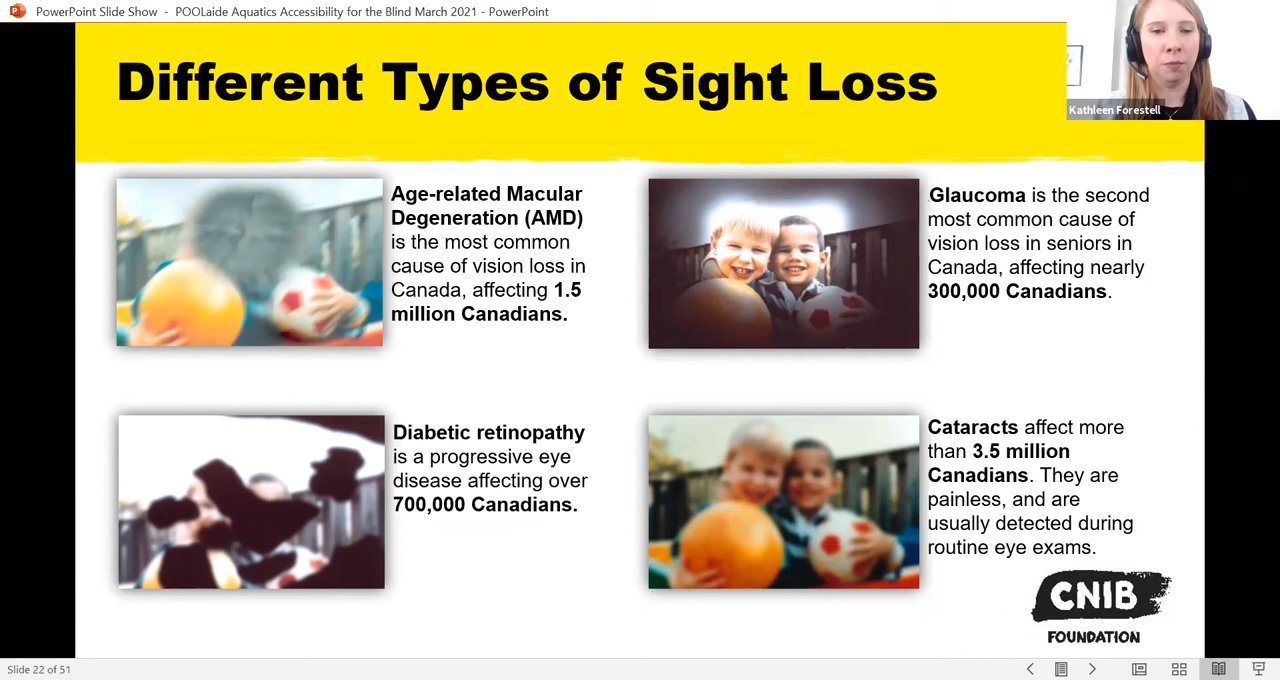 PowerPoint Slide Show - POOLaide Aquatics Accessibility for the Blind March 2021 - PowerPoint
Different Types of Sight Loss
Kathleen Forestell
Age-related Macular
Degeneration (AMD)
is the most common
cause of vision loss in
Canada, affecting 1.5
million Canadians.
Glaucoma is the second
most common cause of
vision loss in seniors in
Canada, affecting nearly
300,000 Canadians.
Diabetic retinopathy
is a progressive eye
disease affecting over
700,000 Canadians.
Cataracts affect more
than 3.5 million
Canadians. They are
painless, and are
usually detected during
routine eye exams.
CNIB
FOUNDATION
Slide 22 of 51